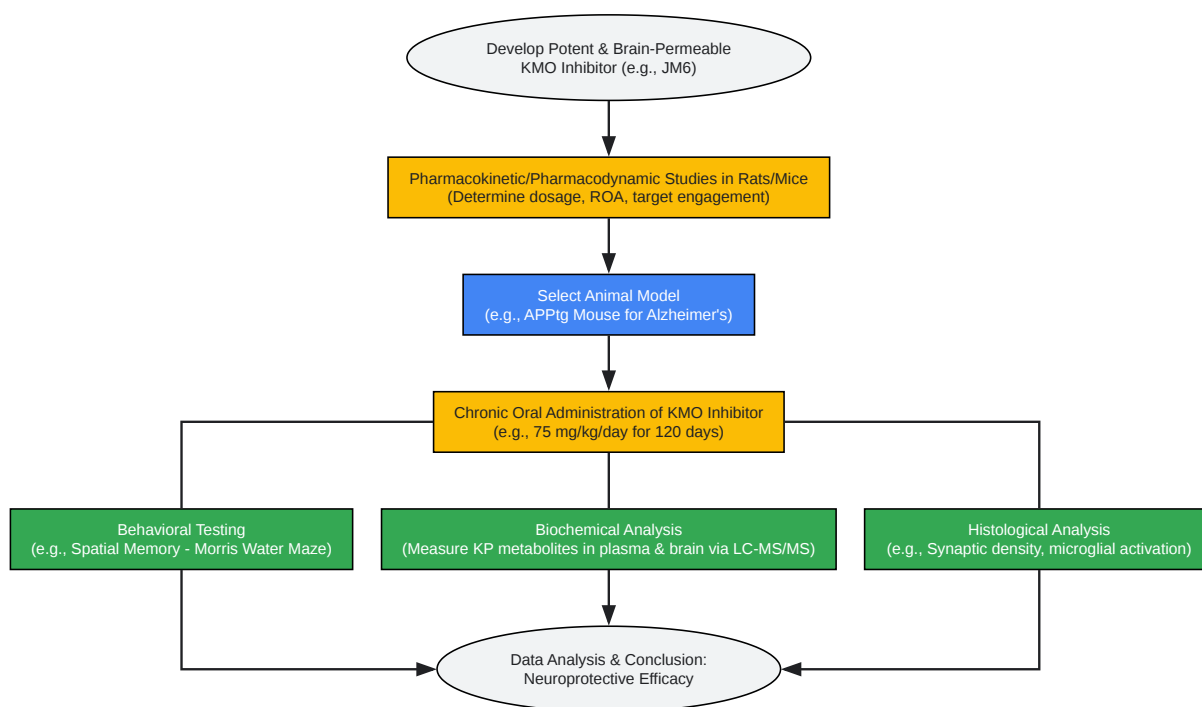 Develop Potent & Brain-Permeable
KMO Inhibitor (e.g., JM6)
Pharmacokinetic/Pharmacodynamic Studies in Rats/Mice
(Determine dosage, ROA, target engagement)
Select Animal Model
(e.g., APPtg Mouse for Alzheimer's)
Chronic Oral Administration of KMO Inhibitor
(e.g., 75 mg/kg/day for 120 days)
Behavioral Testing
(e.g., Spatial Memory - Morris Water Maze)
Biochemical Analysis
(Measure KP metabolites in plasma & brain via LC-MS/MS)
Histological Analysis
(e.g., Synaptic density, microglial activation)
Data Analysis & Conclusion:
Neuroprotective Efficacy